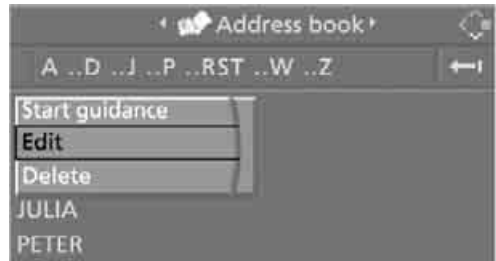 Address book
A ..D ..J ..P ..RST ..W ..Z
Start guidance
Edit
Delete
JULIA
PETER